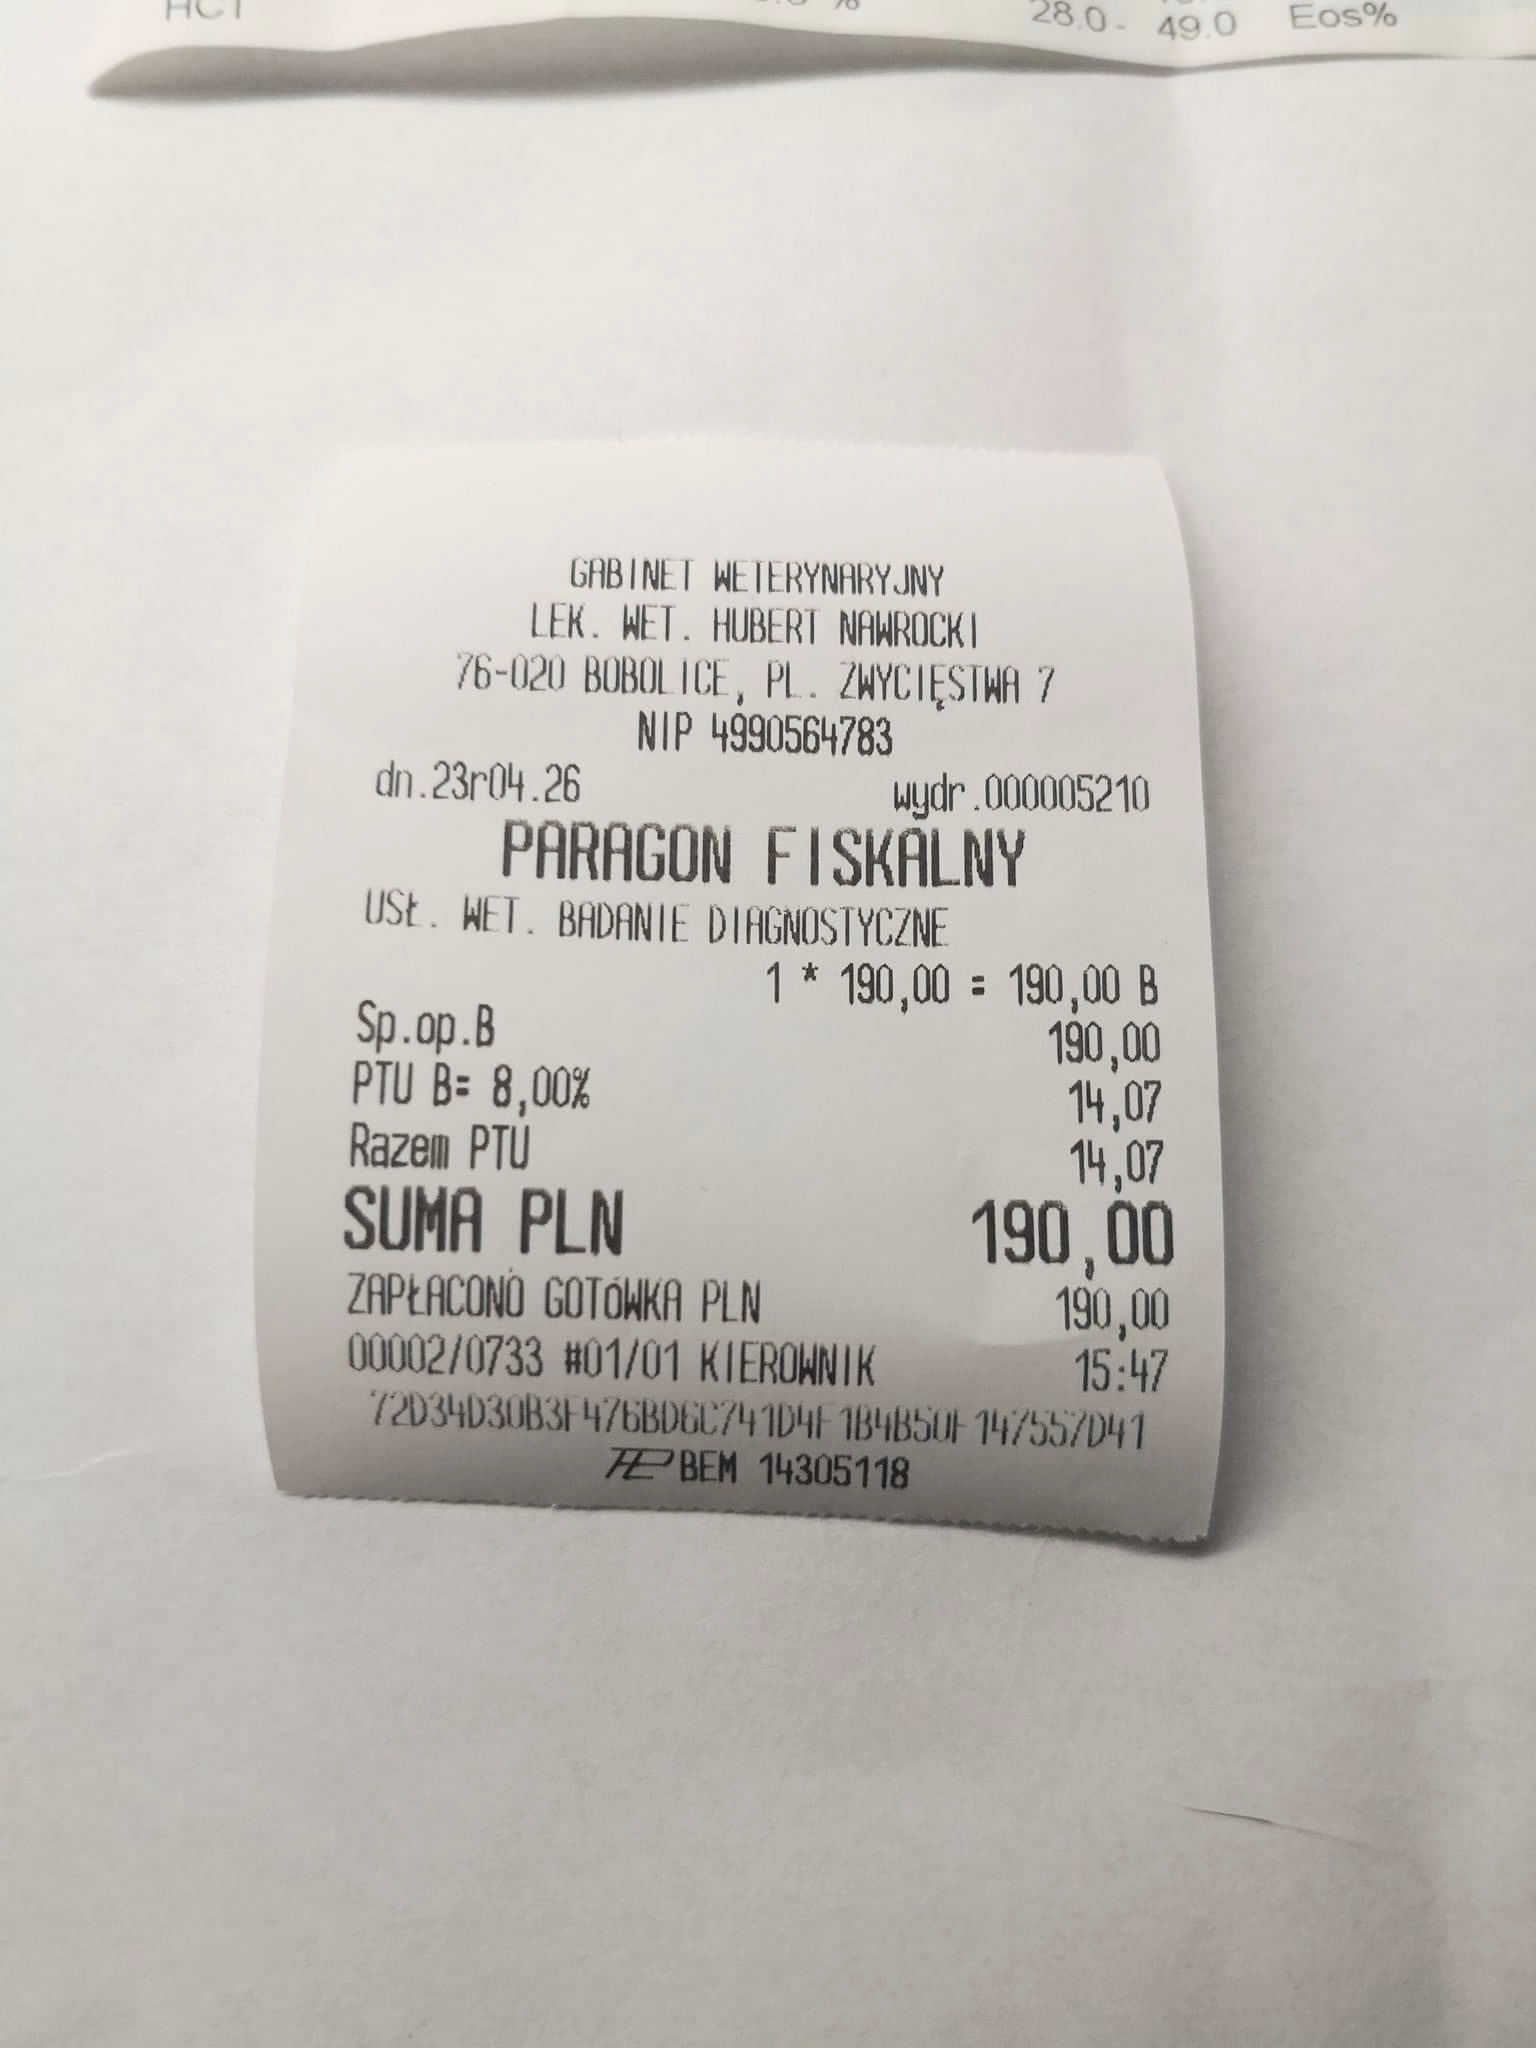 HCT %
28.0 - 49.0 Eos%
GABINET WETERYNARYJNY
LEK. WET. HUBERT NAWROCKI
76-020 BOBOLICE, PL. ZWYCIĘSTWA 7
NIP 4990564783
dn.23r04.26 wydr.000005210
PARAGON FISKALNY
USŁ. WET. BADANIE DIAGNOSTYCZNE
1 * 190,00 = 190,00 B
Sp.op.B 190,00
PTU B= 8,00% 14,07
Razem PTU 14,07
SUMA PLN 190,00
ZAPŁACONO GOTÓWKA PLN 190,00
00002/0733 #01/01 KIEROWNIK 15:47
72D34D30B3F476BD6C741D4F1B4B50F147557D41
BEM 14305118